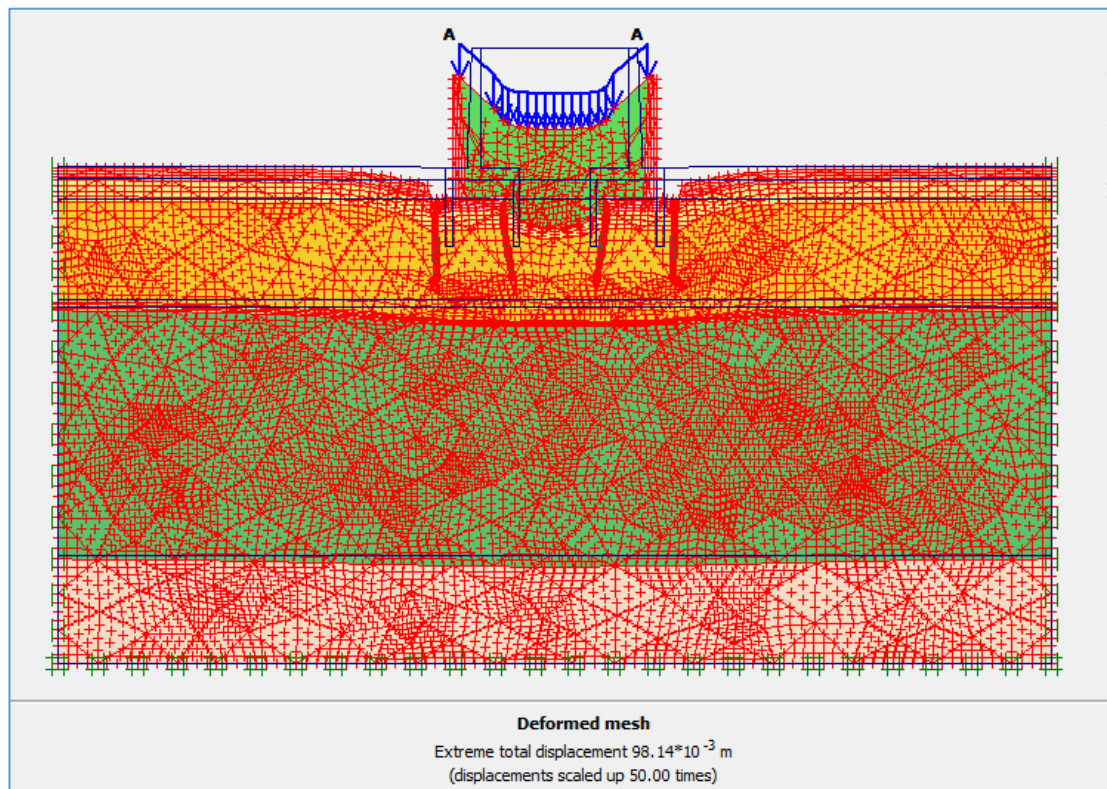 A A
Deformed mesh
Extreme total displacement 98.14*10 -3 m
(displacements scaled up 50.00 times)